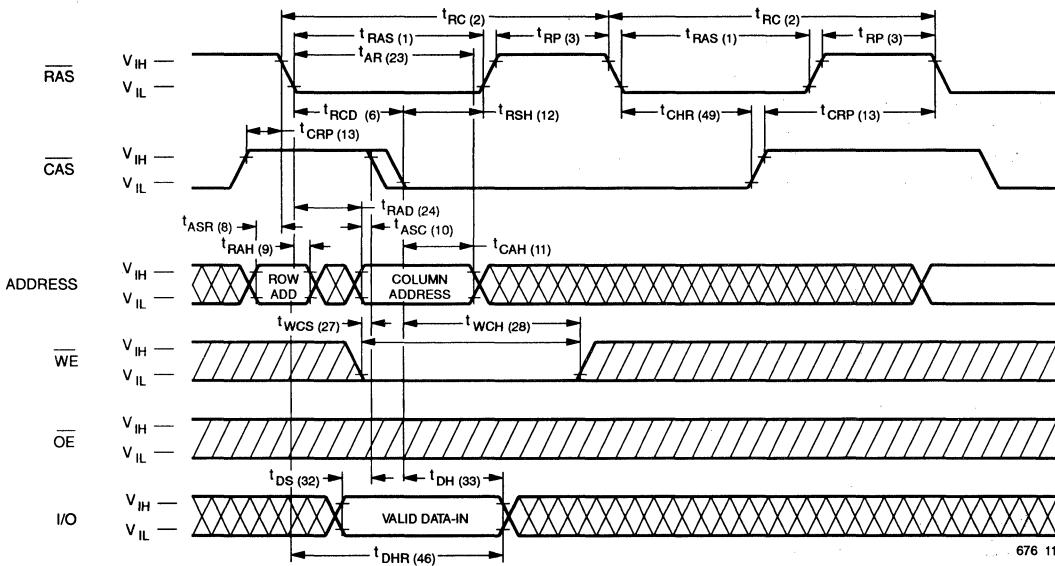 tRC (2) tRC (2)
tRAS (1) tRP (3) tRAS (1) tRP (3)
tAR (23)
RAS VIH
VIL
tRCD (6) tRSH (12) tCHR (49) tCRP (13)
tCRP (13)
CAS VIH
VIL
tRAD (24)
tASR (8) tASC (10)
tRAH (9) tCAH (11)
ADDRESS VIH ROW COLUMN
VIL ADD ADDRESS
tWCS (27) tWCH (28)
WE VIH
VIL
OE VIH
VIL
tDS (32) tDH (33)
I/O VIH VALID DATA-IN
VIL
tDHR (46)
676 11